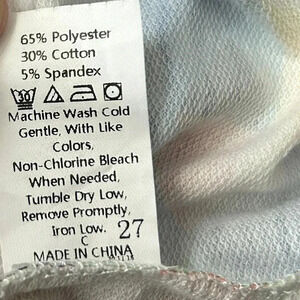 65% Polyester
30% Cotton
5% Spandex
Machine Wash Cold
Gentle, With Like
Colors,
Non-Chlorine Bleach
When Needed,
Tumble Dry Low,
Remove Promptly,
Iron Low. 27
C
MADE IN CHINA